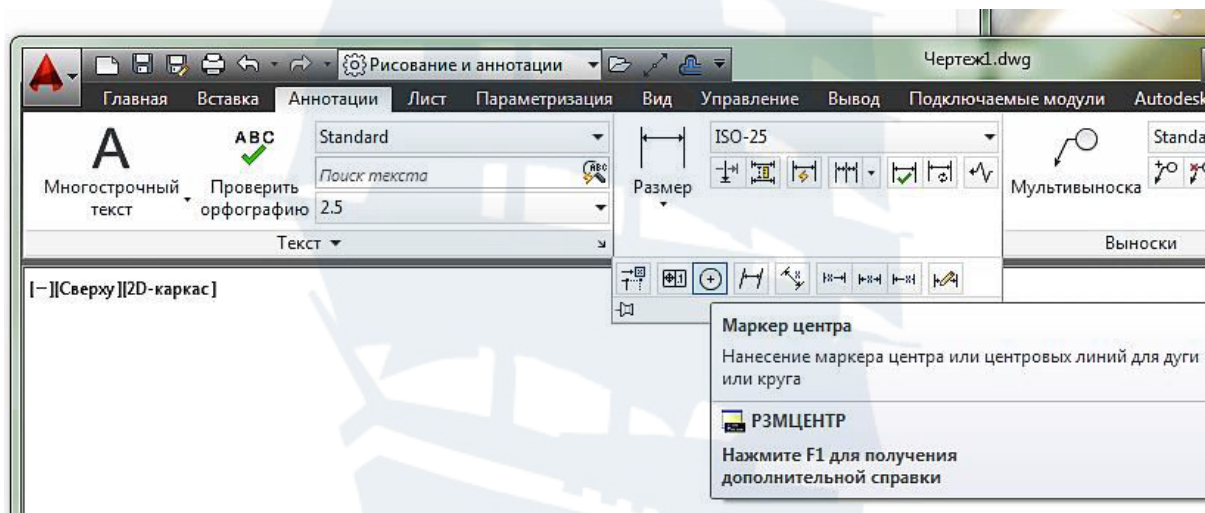 Рисование и аннотации
Чертеж1.dwg
Главная Вставка Аннотации Лист Параметризация Вид Управление Вывод Подключаемые модули Autodesk
A ABC Standard ISO-25 Standa
Многострочный текст
Проверить орфографию
Поиск текста
ABC
2.5
Размер
Мультивыноска
Текст
Выноски
[−][Сверху][2D-каркас]
Маркер центра
Нанесение маркера центра или центровых линий для дуги
или круга
РЗМЦЕНТР
Нажмите F1 для получения
дополнительной справки